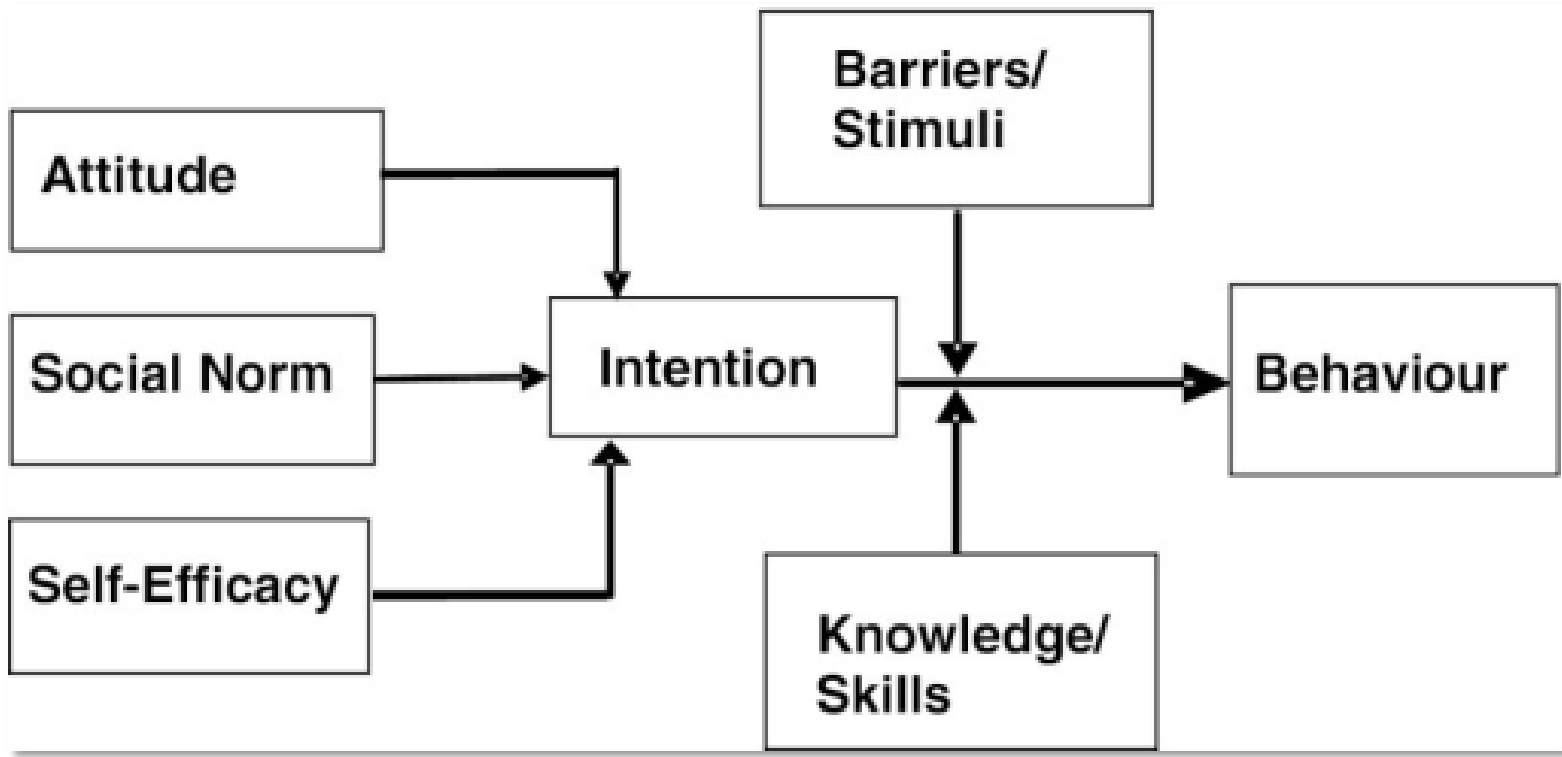 Attitude
Social Norm
Self-Efficacy
Intention
Barriers/
Stimuli
Knowledge/
Skills
Behaviour